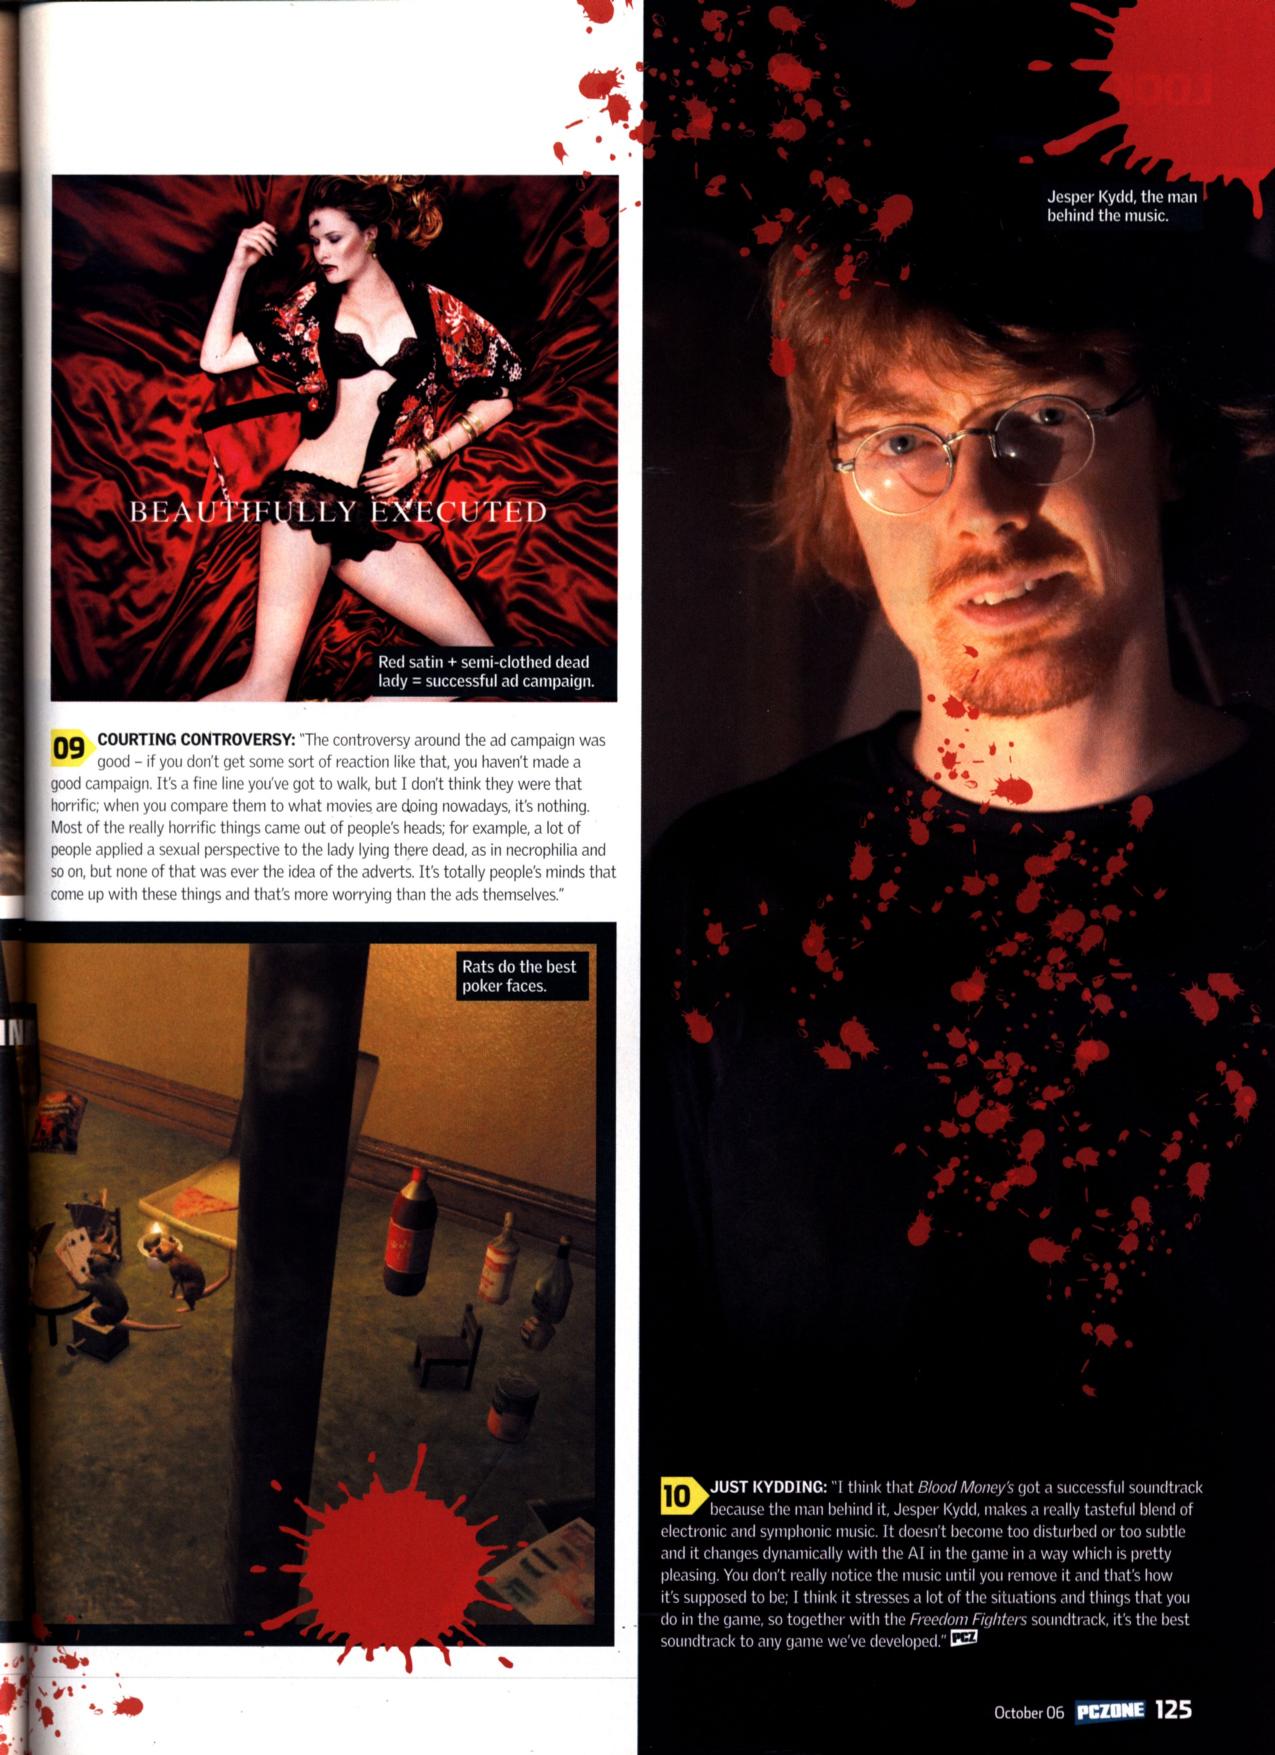 BEAUTIFULLY EXECUTED
Red satin + semi-clothed dead
lady = successful ad campaign.
09 COURTING CONTROVERSY: "The controversy around the ad campaign was
good – if you don't get some sort of reaction like that, you haven't made a
good campaign. It's a fine line you've got to walk, but I don't think they were that
horrific; when you compare them to what movies are doing nowadays, it's nothing.
Most of the really horrific things came out of people's heads; for example, a lot of
people applied a sexual perspective to the lady lying there dead, as in necrophilia and
so on, but none of that was ever the idea of the adverts. It's totally people's minds that
come up with these things and that's more worrying than the ads themselves."
Rats do the best
poker faces.
Jesper Kydd, the man
behind the music.
10 JUST KYDDING: "I think that Blood Money's got a successful soundtrack
because the man behind it, Jesper Kydd, makes a really tasteful blend of
electronic and symphonic music. It doesn't become too disturbed or too subtle
and it changes dynamically with the AI in the game in a way which is pretty
pleasing. You don't really notice the music until you remove it and that's how
it's supposed to be; I think it stresses a lot of the situations and things that you
do in the game, so together with the Freedom Fighters soundtrack, it's the best
soundtrack to any game we've developed." PCZ
October 06 PCZONE 125